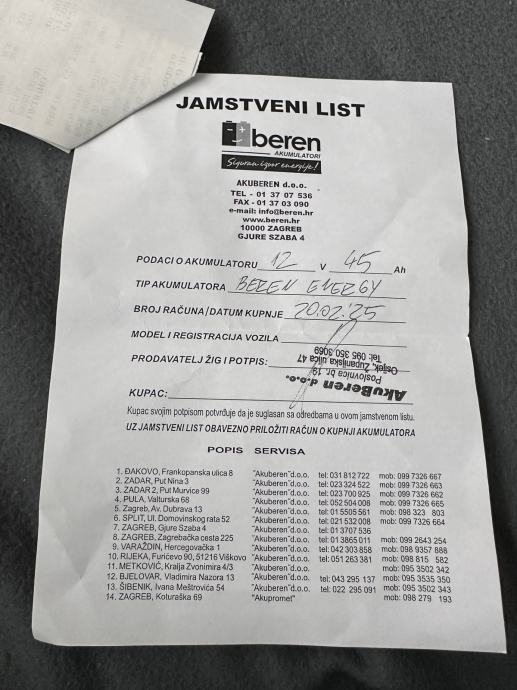 JAMSTVENI LIST
beren
AKUMULATORI
Siguran izvor energije!
AKUBEREN d.o.o.
TEL - 01 37 07 536
FAX - 01 37 03 090
e-mail: info@beren.hr
www.beren.hr
10000 ZAGREB
GJURE SZABA 4
PODACI O AKUMULATORU 12 V 45 Ah
TIP AKUMULATORA BEREN ENERGY
BROJ RAČUNA/DATUM KUPNJE 20.02.'25
MODEL I REGISTRACIJA VOZILA
PRODAVATELJ ŽIG I POTPIS:
AkuBeren d.o.o.
Poslovnica br. 19
Osijek, Županijska ulica 47
Tel: 095 350 3069
KUPAC:
Kupac svojim potpisom potvrđuje da je suglasan sa odredbama u ovom jamstvenom listu.
UZ JAMSTVENI LIST OBAVEZNO PRILOŽITI RAČUN O KUPNJI AKUMULATORA
POPIS SERVISA
1. ĐAKOVO, Frankopanska ulica 8 "Akuberen"d.o.o. tel: 031 812 722 mob: 099 7326 667
2. ZADAR, Put Nina 3 "Akuberen"d.o.o. tel: 023 324 522 mob: 099 7326 663
3. ZADAR 2, Put Murvice 99 "Akuberen"d.o.o. tel: 023 700 925 mob: 099 7326 662
4. PULA, Valturska 68 "Akuberen"d.o.o. tel: 052 504 008 mob: 099 7326 665
5. Zagreb, Av. Dubrava 13 "Akuberen"d.o.o. tel: 01 5505 561 mob: 098 323 803
6. SPLIT, Ul. Domovinskog rata 52 "Akuberen"d.o.o. tel: 021 532 008 mob: 099 7326 664
7. ZAGREB, Gjure Szaba 4 "Akuberen"d.o.o. tel: 01 3707 536
8. ZAGREB, Zagrebačka cesta 225 "Akuberen"d.o.o. tel: 01 3865 011 mob: 099 2643 254
9. VARAŽDIN, Hercegovačka 1 "Akuberen"d.o.o. tel: 042 303 858 mob: 098 9357 888
10. RIJEKA, Furićevo 90, 51216 Viškovo "Akuberen"d.o.o. tel: 051 263 381 mob: 098 815 582
11. METKOVIĆ, Kralja Zvonimira 4/3 "Akuberen"d.o.o. mob: 095 3502 342
12. BJELOVAR, Vladimira Nazora 13 "Akuberen"d.o.o. tel: 043 295 137 mob: 095 3535 350
13. ŠIBENIK, Ivana Meštrovića 54 "Akuberen"d.o.o. tel: 022 295 091 mob: 095 3502 343
14. ZAGREB, Koturaška 69 "Akupromet" mob: 098 279 193